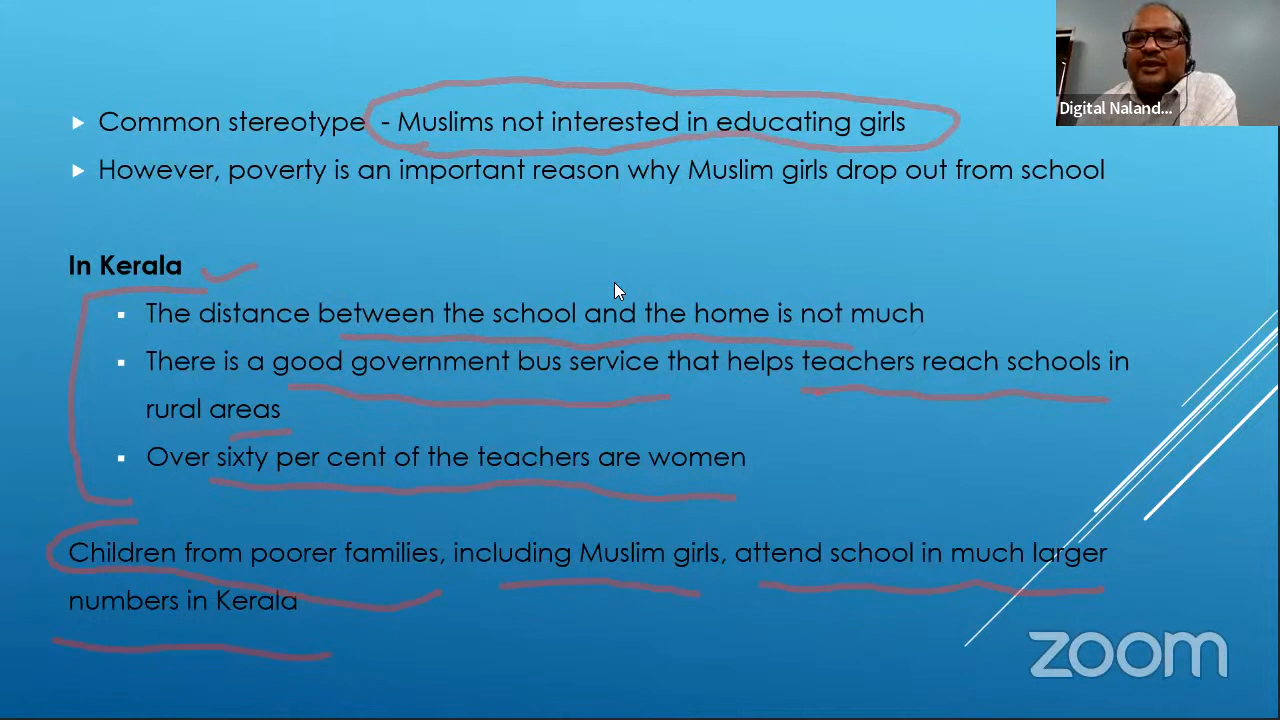 Digital Naland...
Common stereotype - Muslims not interested in educating girls
However, poverty is an important reason why Muslim girls drop out from school
In Kerala
The distance between the school and the home is not much
There is a good government bus service that helps teachers reach schools in
rural areas
Over sixty per cent of the teachers are women
Children from poorer families, including Muslim girls, attend school in much larger
numbers in Kerala
zoom